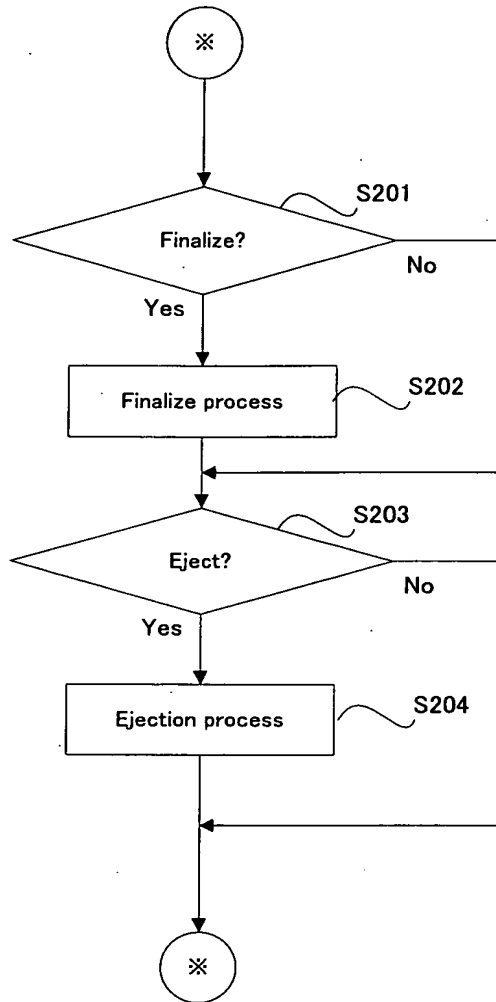 ※
S201
Finalize?
No
Yes
Finalize process
S202
S203
Eject?
No
Yes
Ejection process
S204
※